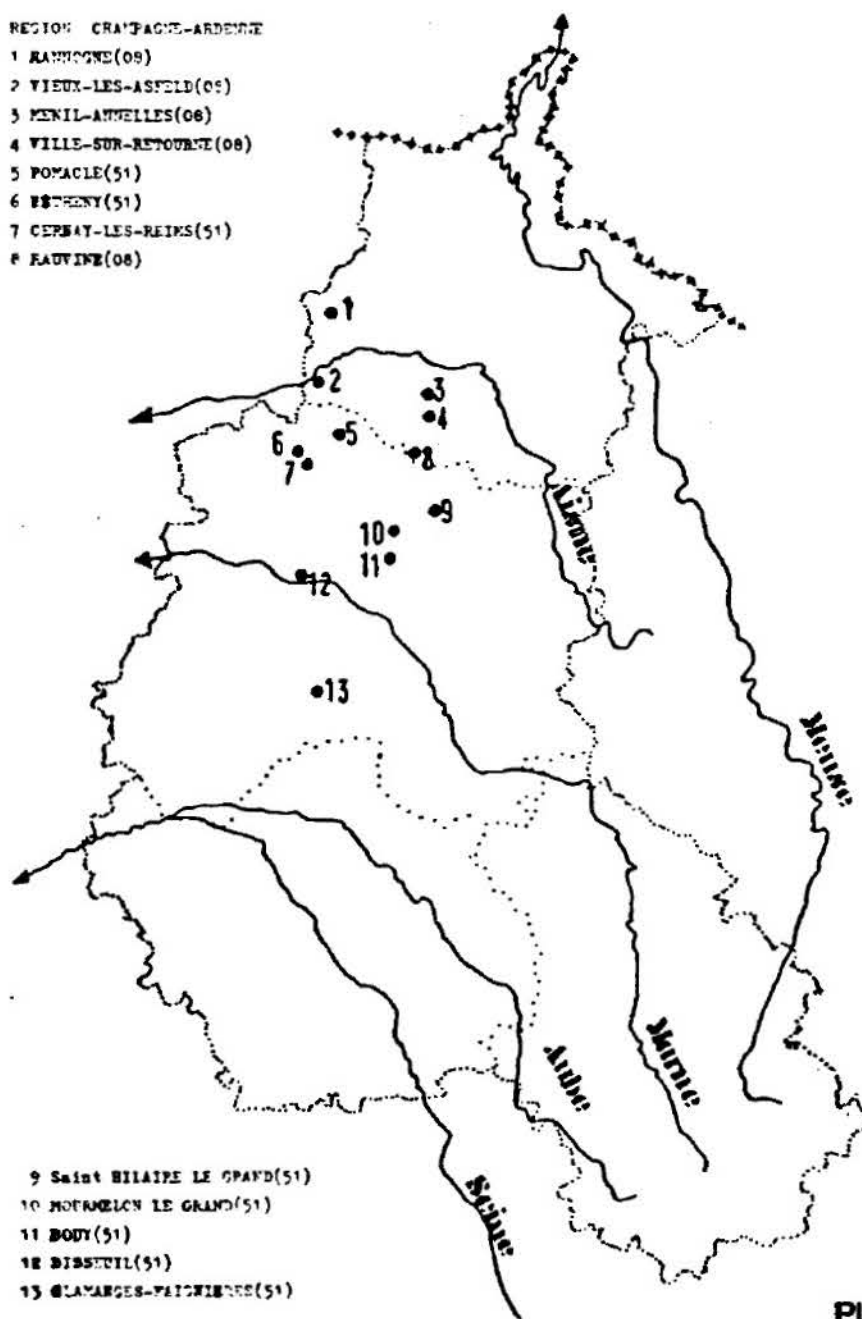 REGION CHAMPAGNE-ARDENNE
1 (08)
2 VIEUX-LES-ASFELD(08)
3 MENIL-ANNELLES(08)
4 VILLE-SUR-RETOURNE(08)
5 POMACLE(51)
6 BETHENY(51)
7 CERNAY-LES-REIMS(51)
8 HAUVINE(08)
1
2
3
4
5
6
7
8
9
10
11
12
13
Aisne
Meuse
Marne
Aube
Seine
9 Saint HILAIRE LE GRAND(51)
10 MOURMELON LE GRAND(51)
11 BOUY(51)
12 BISSEUIL(51)
13 (51)
Pl